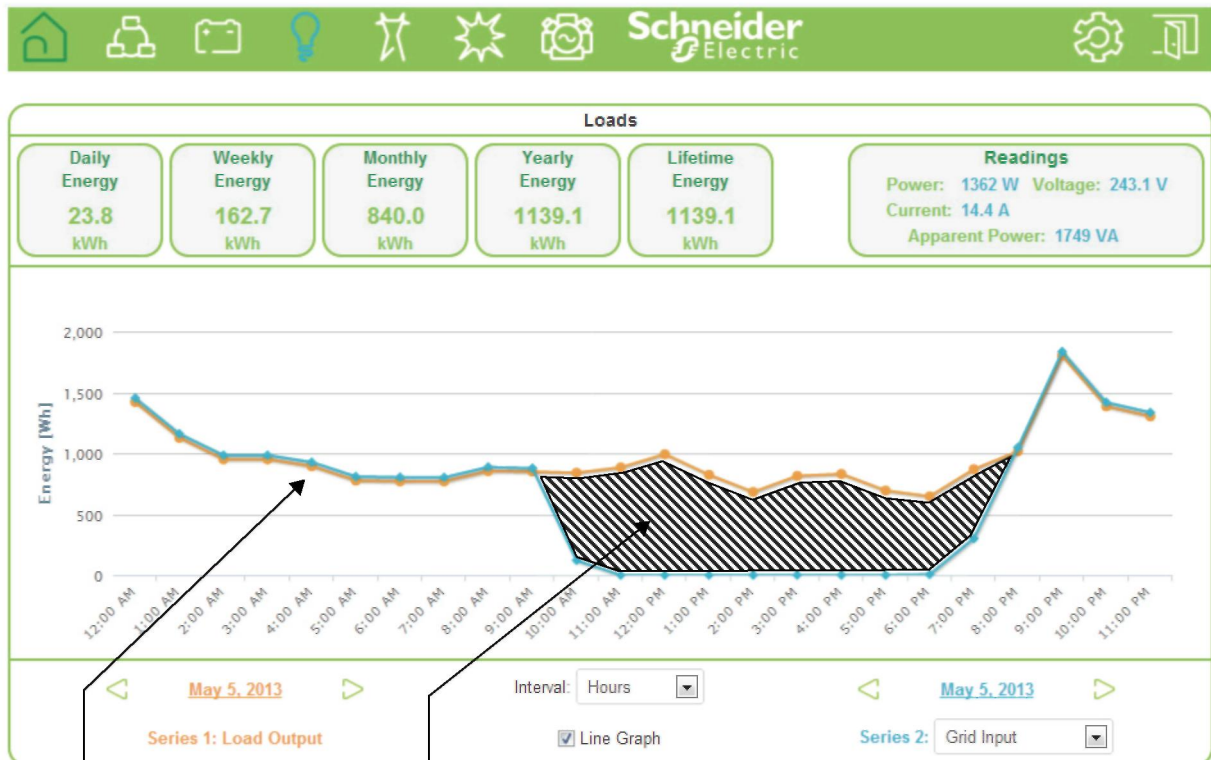 Schneider
Electric
Loads
Daily
Energy
23.8
kWh
Weekly
Energy
162.7
kWh
Monthly
Energy
840.0
kWh
Yearly
Energy
1139.1
kWh
Lifetime
Energy
1139.1
kWh
Readings
Power: 1362 W Voltage: 243.1 V
Current: 14.4 A
Apparent Power: 1749 VA
Energy [Wh]
2,000
1,500
1,000
500
0
12:00 AM
1:00 AM
2:00 AM
3:00 AM
4:00 AM
5:00 AM
6:00 AM
7:00 AM
8:00 AM
9:00 AM
10:00 AM
11:00 AM
12:00 PM
1:00 PM
2:00 PM
3:00 PM
4:00 PM
5:00 PM
6:00 PM
7:00 PM
8:00 PM
9:00 PM
10:00 PM
11:00 PM
May 5, 2013
Interval: Hours
May 5, 2013
Series 1: Load Output
Line Graph
Series 2: Grid Input